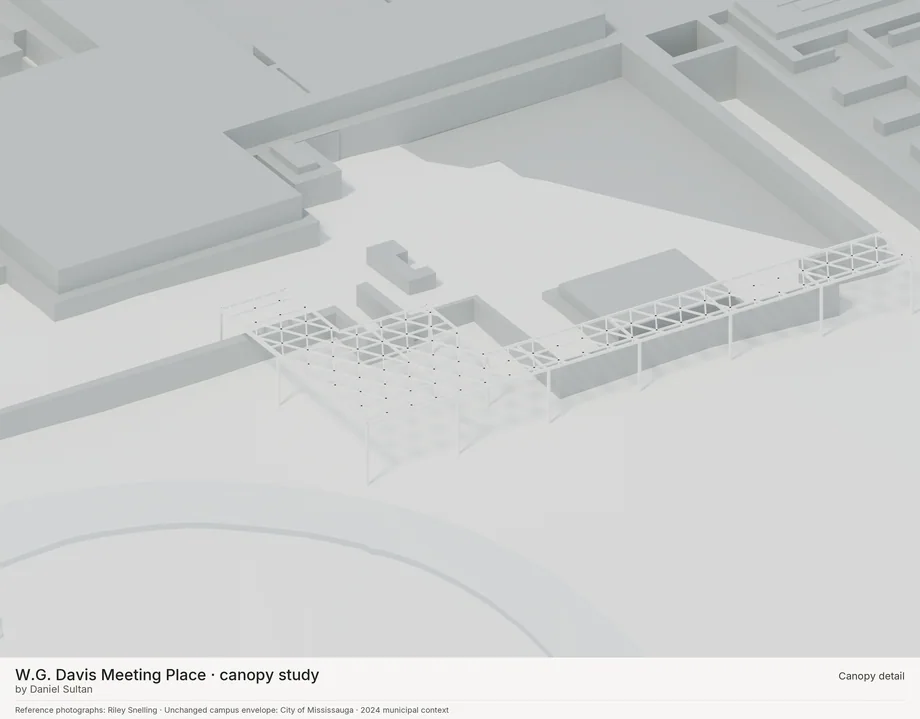 W.G. Davis Meeting Place · canopy study
by Daniel Sultan
Canopy detail
Reference photographs: Riley Snelling · Unchanged campus envelope: City of Mississauga · 2024 municipal context